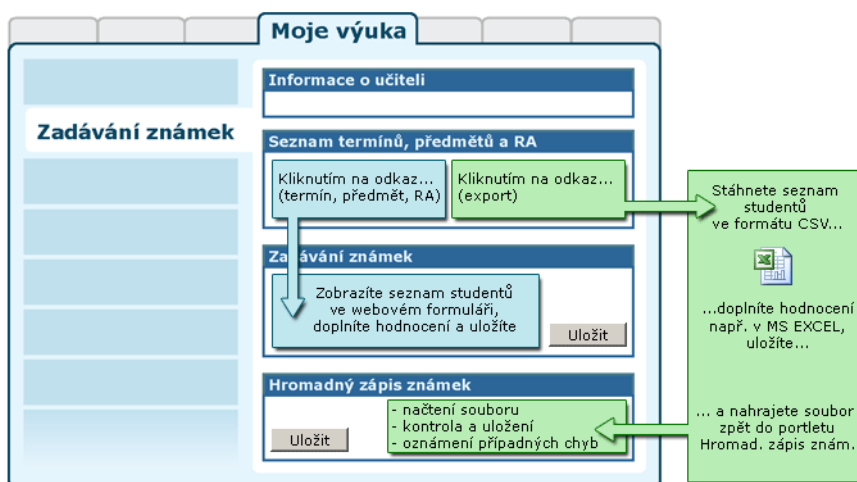 Moje výuka
Zadávání známek
Informace o učiteli
Seznam termínů, předmětů a RA
Kliknutím na odkaz...
(termín, předmět, RA)
Kliknutím na odkaz...
(export)
Stáhnete seznam
studentů
ve formátu CSV...
...doplníte hodnocení
např. v MS EXCEL,
uložíte...
... a nahrajete soubor
zpět do portletu
Hromad. zápis znám.
Zadávání známek
Zobrazíte seznam studentů
ve webovém formuláři,
doplníte hodnocení a uložíte
Uložit
Hromadný zápis známek
Uložit
- načtení souboru
- kontrola a uložení
- oznámení případných chyb